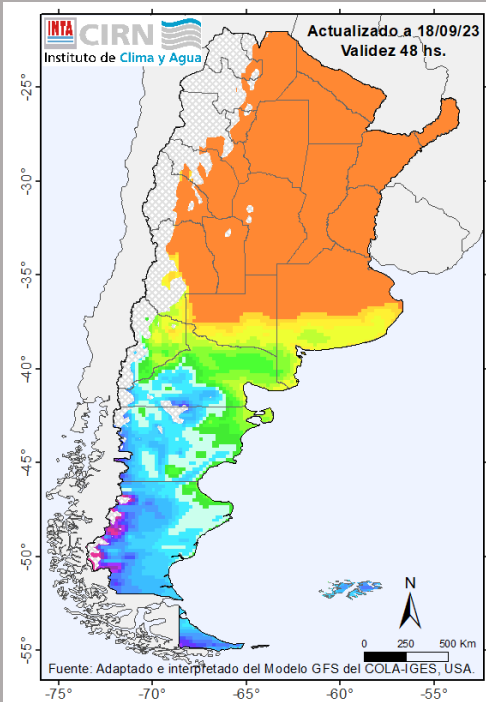 INTA CIRN
Instituto de Clima y Agua
Actualizado a 18/09/23
Validez 48 hs.
-25°
-30°
-35°
-40°
-45°
-50°
-55°
N
0 250 500 Km
Fuente: Adaptado e interpretado del Modelo GFS del COLA-IGES, USA.
-75° -70° -65° -60° -55°